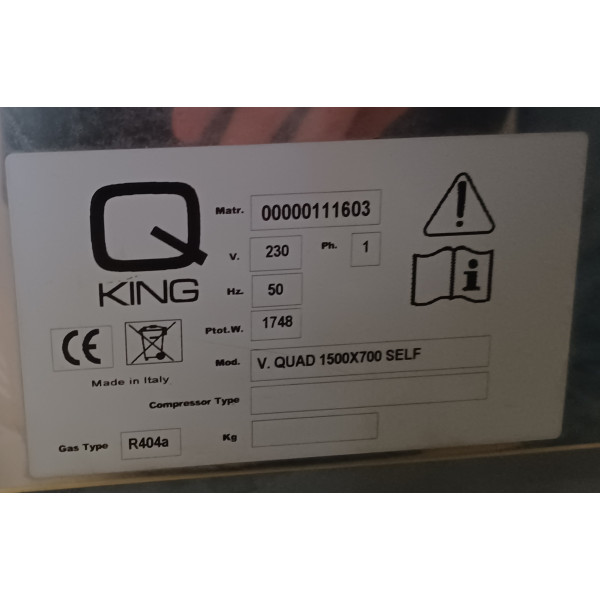 Q
KING
Matr. 00000111603
V. 230 Ph. 1
Hz. 50
Ptot.W. 1748
Mod. V. QUAD 1500X700 SELF
CE
Made in Italy
Compressor Type
Gas Type R404a Kg
i